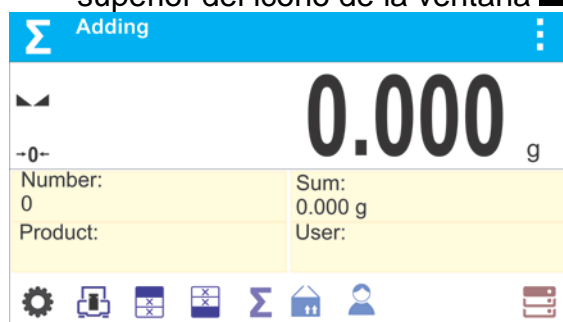 superior del icono de la ventana
Σ Adding
0.000 g
→0←
Number:
0
Sum:
0.000 g
Product:
User:
Σ